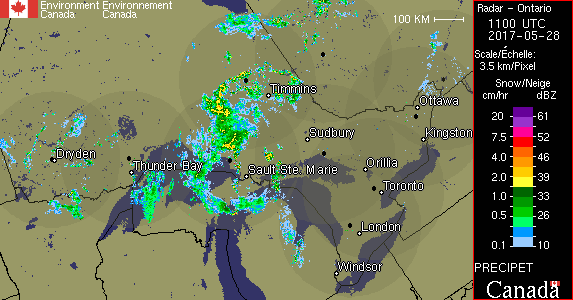 Environment Environnement
Canada Canada
100 KM
Timmins
Ottawa
Sudbury
Kingston
Dryden
Thunder Bay
Sault Ste. Marie
Orillia
Toronto
London
Windsor
Radar - Ontario
1100 UTC
2017-05-28
Scale/Échelle:
3.5 km/Pixel
Snow/Neige
cm/hr dBZ
20 61
10 57
7.5 52
4.0 46
2.0 39
1.0 33
0.5 26
0.1 10
PRECIPET
Canada